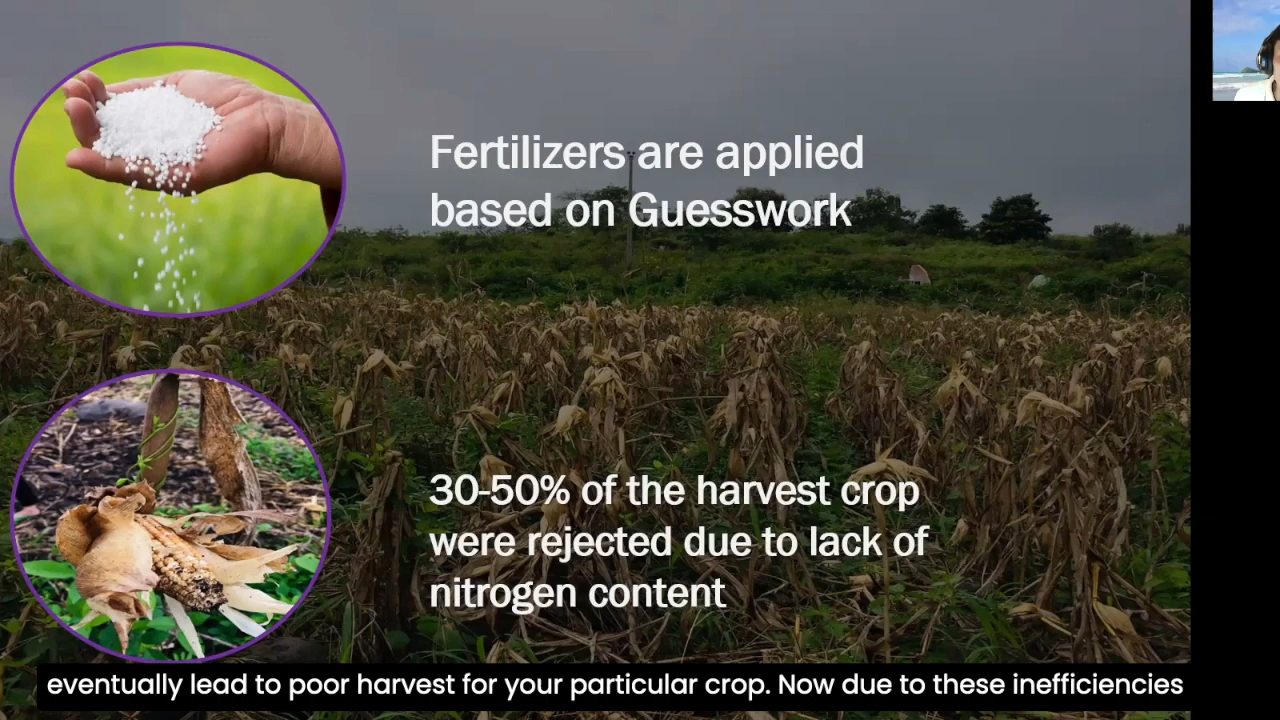 Fertilizers are applied
based on Guesswork
30-50% of the harvest crop
were rejected due to lack of
nitrogen content
eventually lead to poor harvest for your particular crop. Now due to these inefficiencies